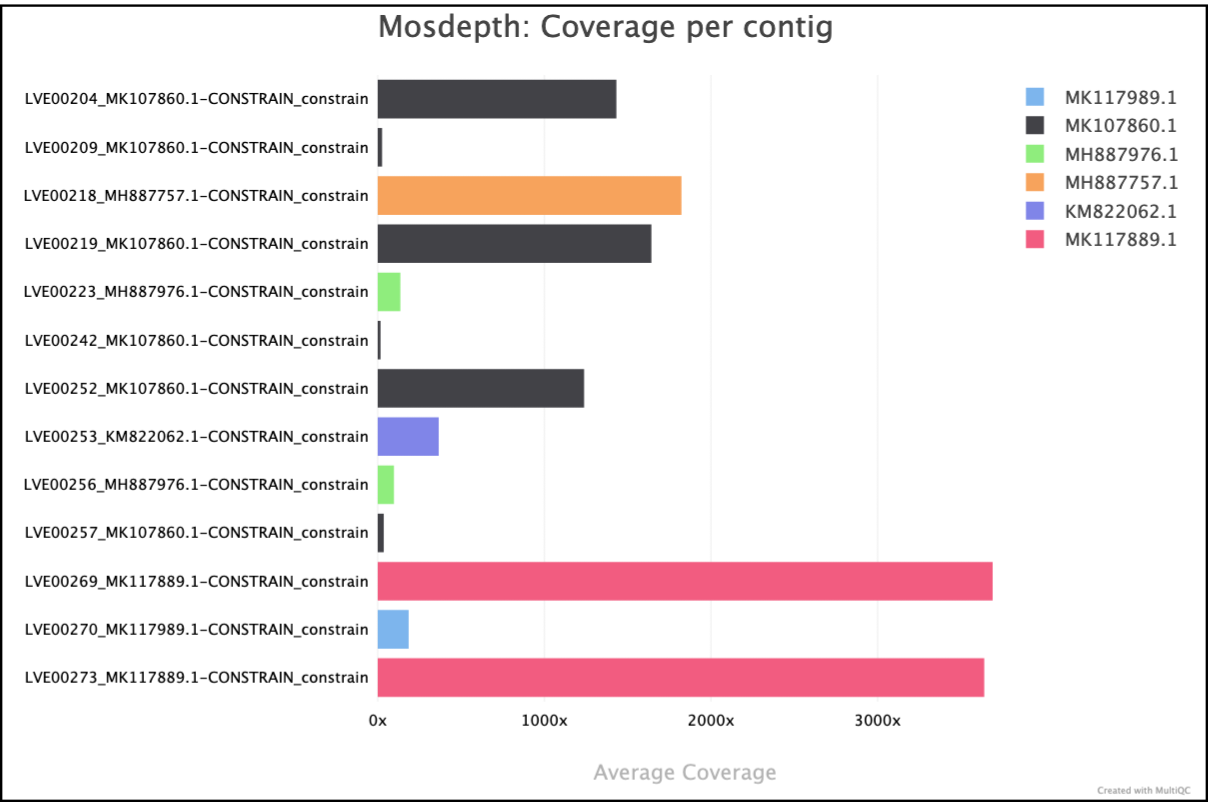 Mosdepth: Coverage per contig
LVE00204_MK107860.1-CONSTRAIN_constrain
LVE00209_MK107860.1-CONSTRAIN_constrain
LVE00218_MH887757.1-CONSTRAIN_constrain
LVE00219_MK107860.1-CONSTRAIN_constrain
LVE00223_MH887976.1-CONSTRAIN_constrain
LVE00242_MK107860.1-CONSTRAIN_constrain
LVE00252_MK107860.1-CONSTRAIN_constrain
LVE00253_KM822062.1-CONSTRAIN_constrain
LVE00256_MH887976.1-CONSTRAIN_constrain
LVE00257_MK107860.1-CONSTRAIN_constrain
LVE00269_MK117889.1-CONSTRAIN_constrain
LVE00270_MK117989.1-CONSTRAIN_constrain
LVE00273_MK117889.1-CONSTRAIN_constrain
0x 1000x 2000x 3000x
Average Coverage
MK117989.1
MK107860.1
MH887976.1
MH887757.1
KM822062.1
MK117889.1
Created with MultiQC